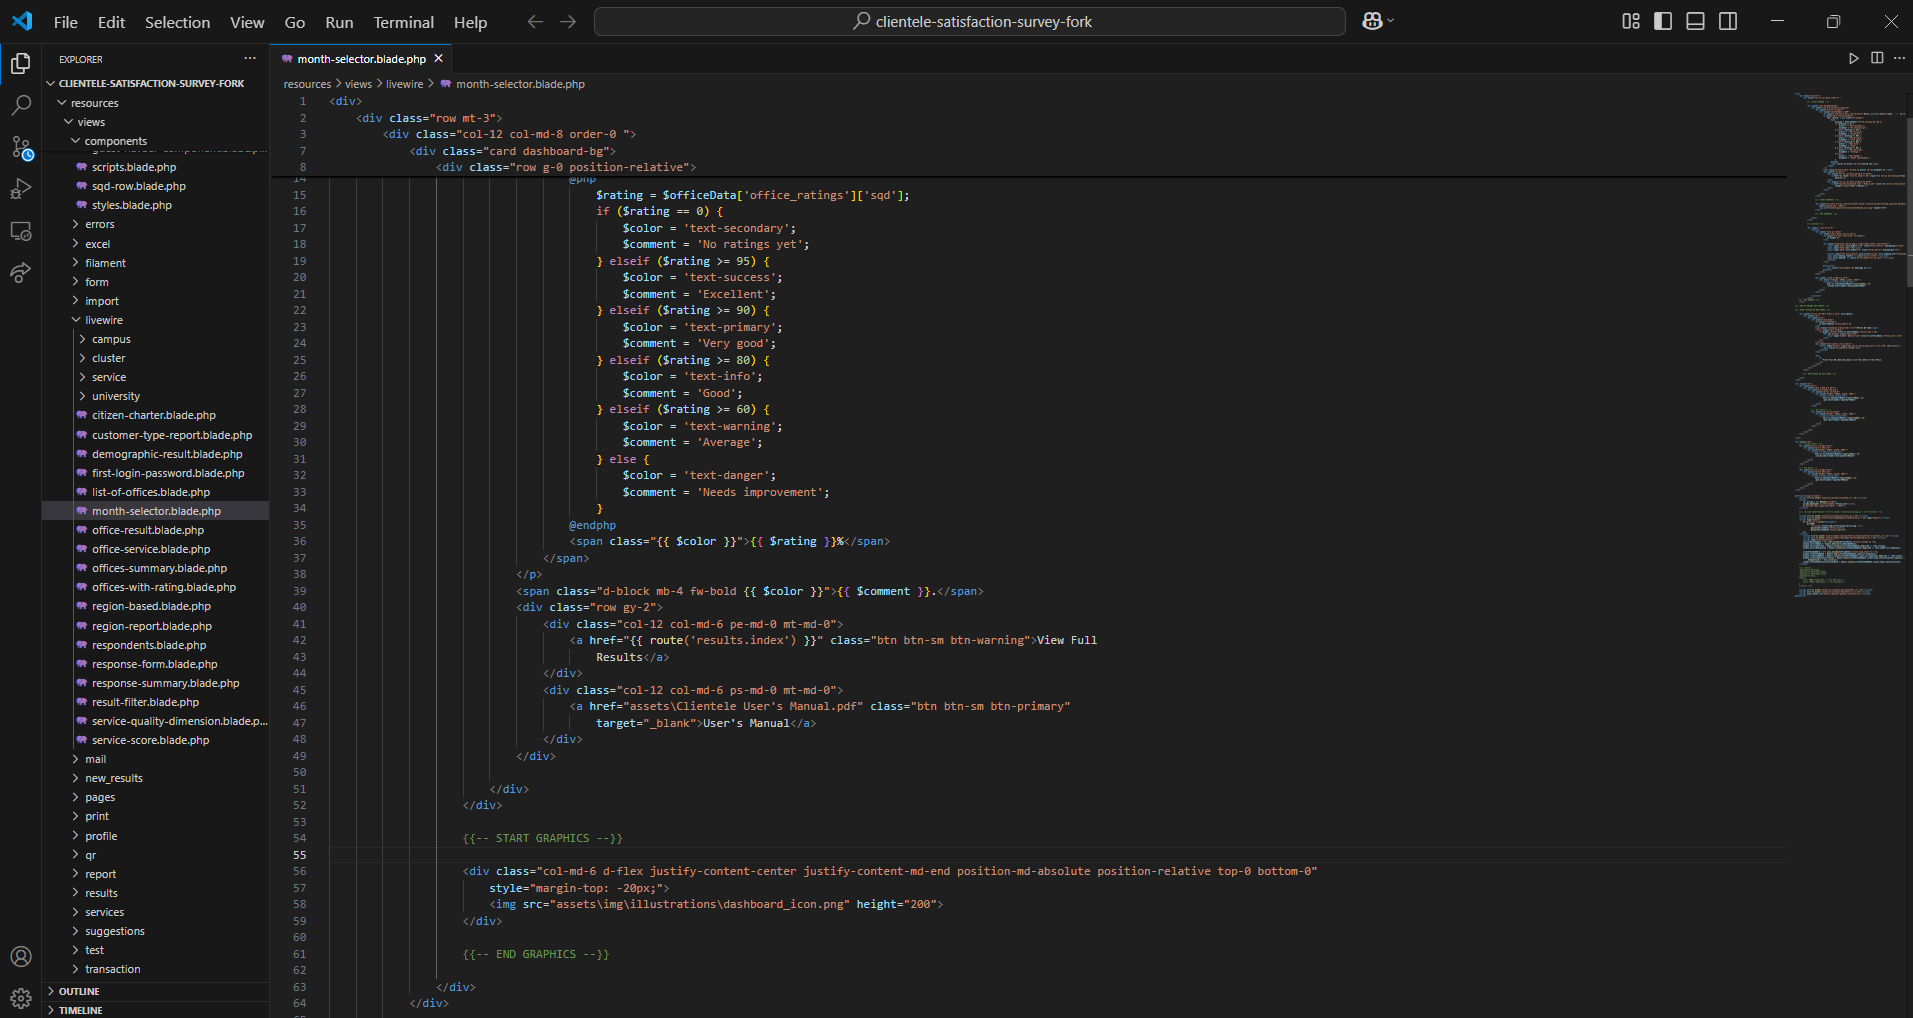 File Edit Selection View Go Run Terminal Help
clientele-satisfaction-survey-fork
EXPLORER
CLIENTELE-SATISFACTION-SURVEY-FORK
resources
views
components
scripts.blade.php
sqd-row.blade.php
styles.blade.php
errors
excel
filament
form
import
livewire
campus
cluster
service
university
citizen-charter.blade.php
customer-type-report.blade.php
demographic-result.blade.php
first-login-password.blade.php
list-of-offices.blade.php
month-selector.blade.php
office-result.blade.php
office-service.blade.php
offices-summary.blade.php
offices-with-rating.blade.php
region-based.blade.php
region-report.blade.php
respondents.blade.php
response-form.blade.php
response-summary.blade.php
result-filter.blade.php
service-quality-dimension.blade.p...
service-score.blade.php
mail
new_results
pages
print
profile
qr
report
results
services
suggestions
test
transaction
OUTLINE
TIMELINE
month-selector.blade.php
resources > views > livewire > month-selector.blade.php
1 <div>
2 <div class="row mt-3">
3 <div class="col-12 col-md-8 order-0 ">
7 <div class="card dashboard-bg">
8 <div class="row g-0 position-relative">
14 @php
15 $rating = $officeData['office_ratings']['sqd'];
16 if ($rating == 0) {
17 $color = 'text-secondary';
18 $comment = 'No ratings yet';
19 } elseif ($rating >= 95) {
20 $color = 'text-success';
21 $comment = 'Excellent';
22 } elseif ($rating >= 90) {
23 $color = 'text-primary';
24 $comment = 'Very good';
25 } elseif ($rating >= 80) {
26 $color = 'text-info';
27 $comment = 'Good';
28 } elseif ($rating >= 60) {
29 $color = 'text-warning';
30 $comment = 'Average';
31 } else {
32 $color = 'text-danger';
33 $comment = 'Needs improvement';
34 }
35 @endphp
36 <span class="{{ $color }}">{{ $rating }}%</span>
37 </span>
38 </p>
39 <span class="d-block mb-4 fw-bold {{ $color }}">{{ $comment }}.</span>
40 <div class="row gy-2">
41 <div class="col-12 col-md-6 pe-md-0 mt-md-0">
42 <a href="{{ route('results.index') }}" class="btn btn-sm btn-warning">View Full
43 Results</a>
44 </div>
45 <div class="col-12 col-md-6 ps-md-0 mt-md-0">
46 <a href="assets\Clientele User's Manual.pdf" class="btn btn-sm btn-primary"
47 target="_blank">User's Manual</a>
48 </div>
49 </div>
50
51 </div>
52 </div>
53
54 {{-- START GRAPHICS --}}
55
56 <div class="col-md-6 d-flex justify-content-center justify-content-md-end position-md-absolute position-relative top-0 bottom-0"
57 style="margin-top: -20px;">
58 <img src="assets\img\illustrations\dashboard_icon.png" height="200">
59 </div>
60
61 {{-- END GRAPHICS --}}
62
63 </div>
64 </div>